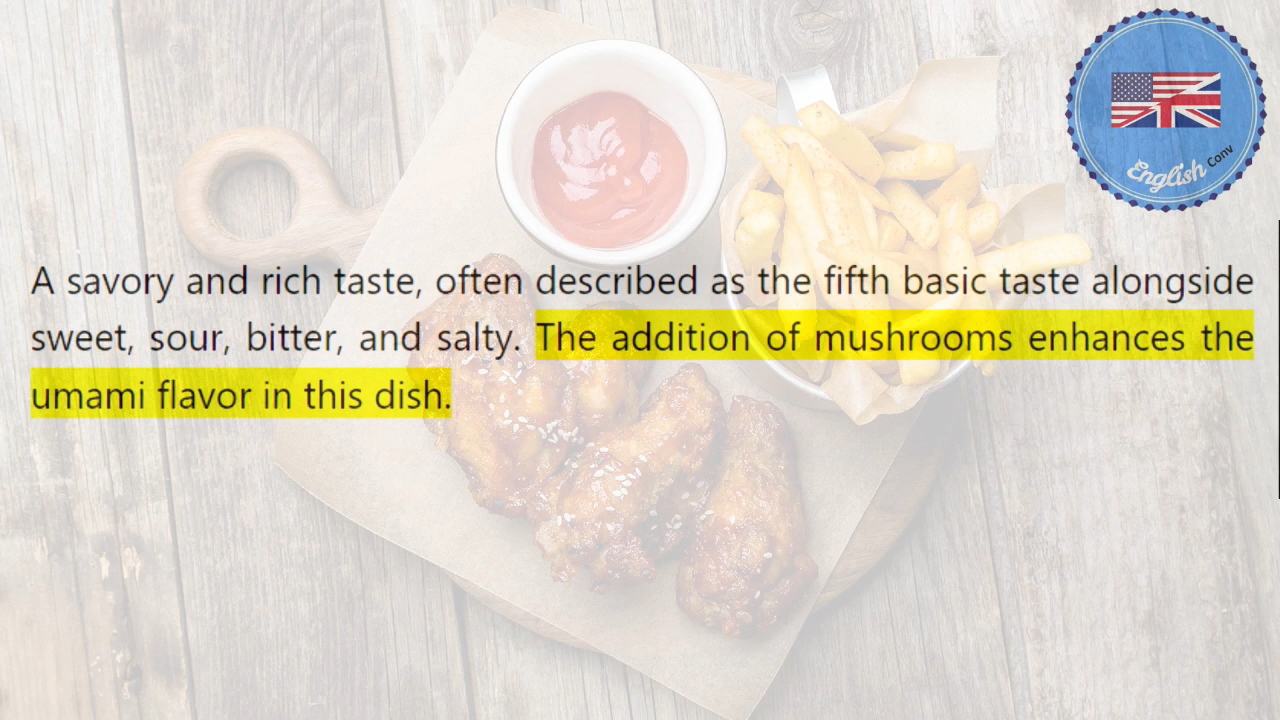 English Conv
A savory and rich taste, often described as the fifth basic taste alongside
sweet, sour, bitter, and salty. The addition of mushrooms enhances the
umami flavor in this dish.